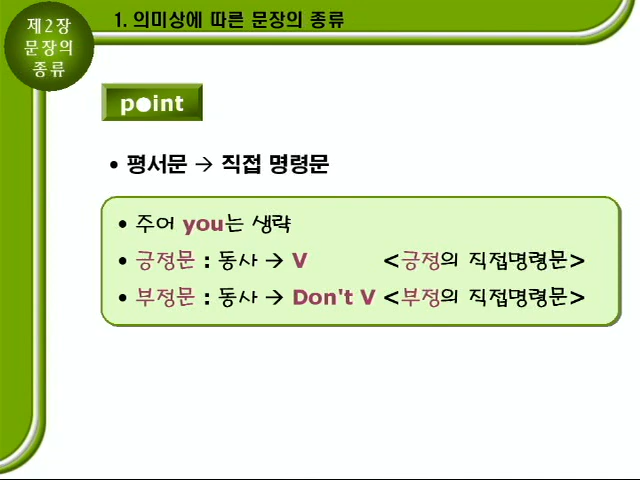 제2장
문장의
종류
1. 의미상에 따른 문장의 종류
point
• 평서문 → 직접 명령문
• 주어 you는 생략
• 긍정문 : 동사 → V <긍정의 직접명령문>
• 부정문 : 동사 → Don't V <부정의 직접명령문>